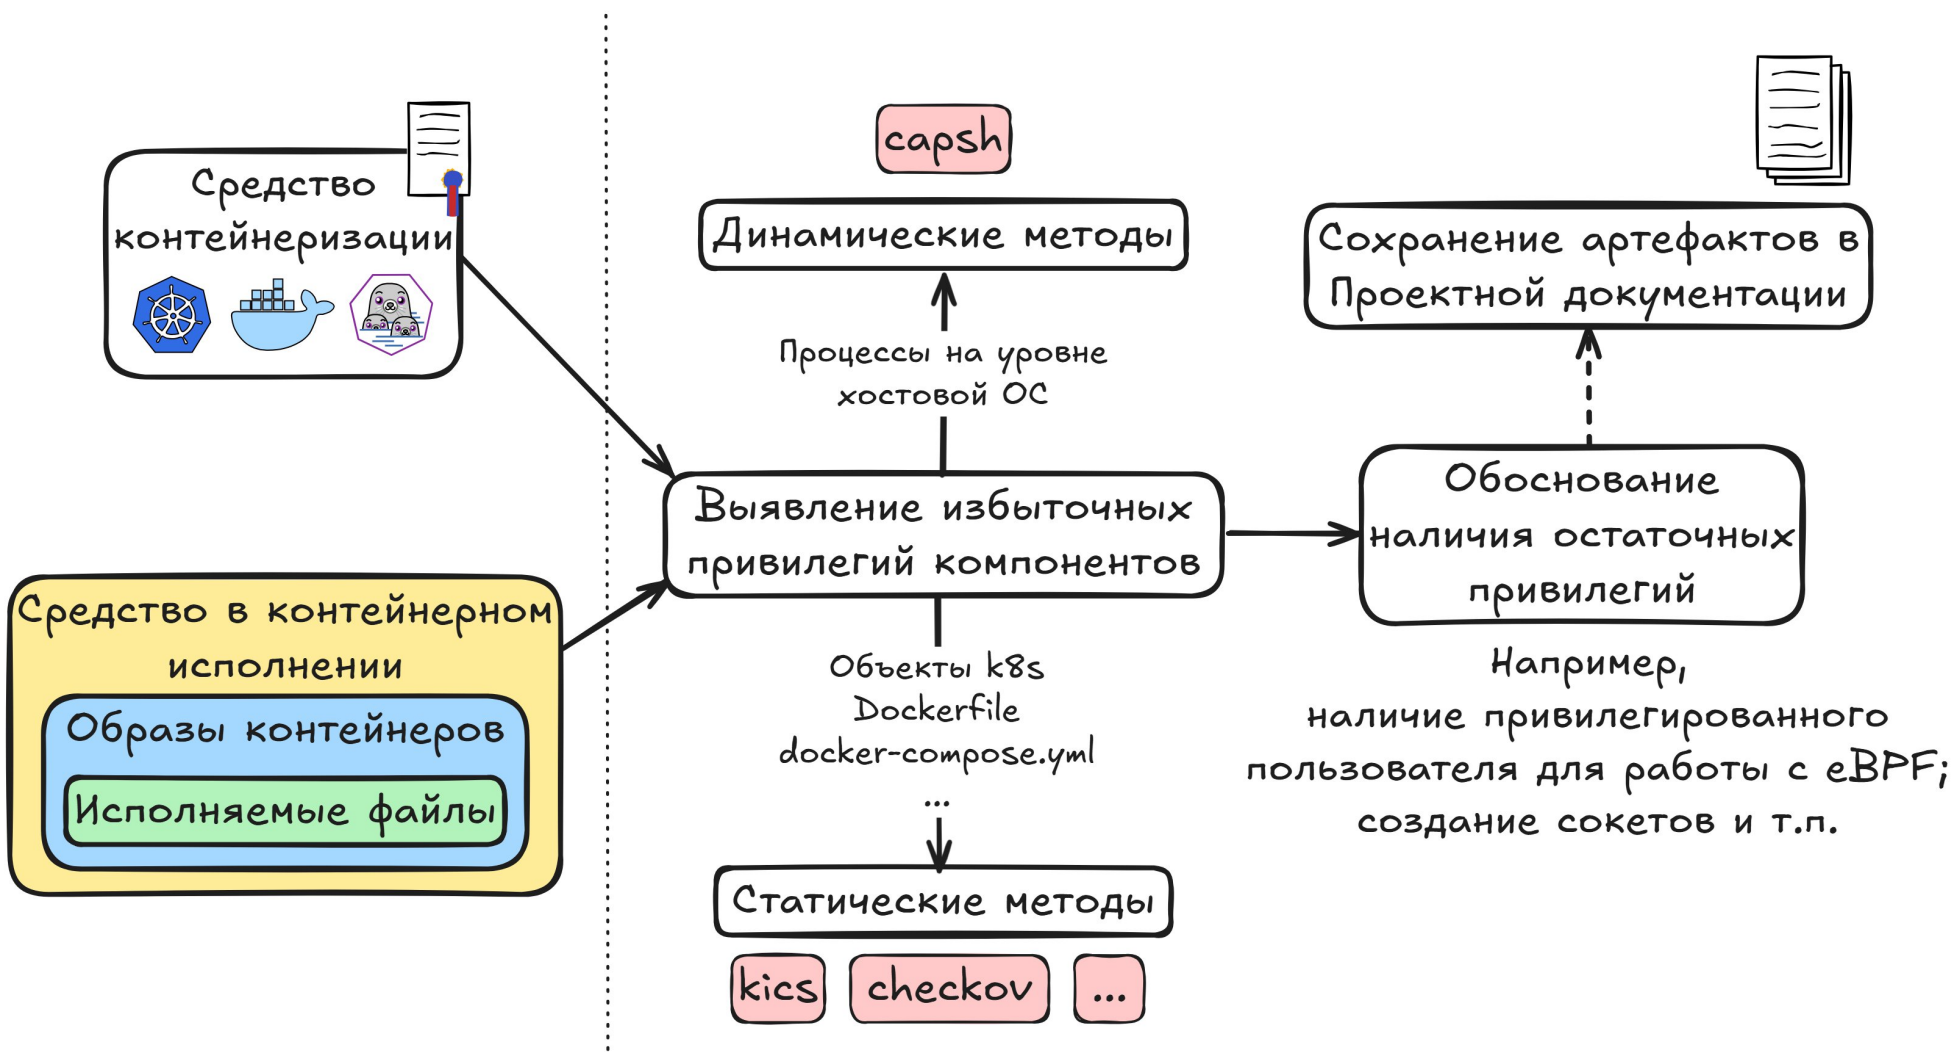 Средство
контейнеризации
Средство в контейнерном
исполнении
Образы контейнеров
Исполняемые файлы
capsh
Динамические методы
Процессы на уровне
хостовой ОС
Выявление избыточных
привилегий компонентов
Объекты k8s
Dockerfile
docker-compose.yml
...
Статические методы
kics
checkov
...
Сохранение артефактов в
Проектной документации
Обоснование
наличия остаточных
привилегий
Например,
наличие привилегированного
пользователя для работы с eBPF;
создание сокетов и т.п.